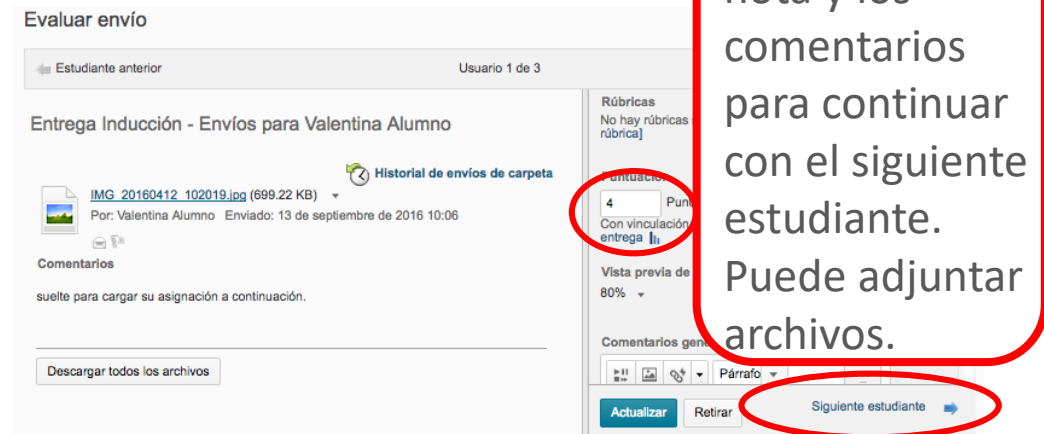 Evaluar envío
Estudiante anterior
Usuario 1 de 3
Entrega Inducción - Envíos para Valentina Alumno
Historial de envíos de carpeta
IMG_20160412_102019.jpg (699.22 KB)
Por: Valentina Alumno Enviado: 13 de septiembre de 2016 10:06
Comentarios
suelte para cargar su asignación a continuación.
Descargar todos los archivos
Rúbricas
No hay rúbricas
rúbrica]
Puntuación
4
Con vinculación
entrega
Vista previa de
80%
Comentarios
Párrafo
Actualizar
Retirar
Siguiente estudiante
nota y los
comentarios
para continuar
con el siguiente
estudiante.
Puede adjuntar
archivos.